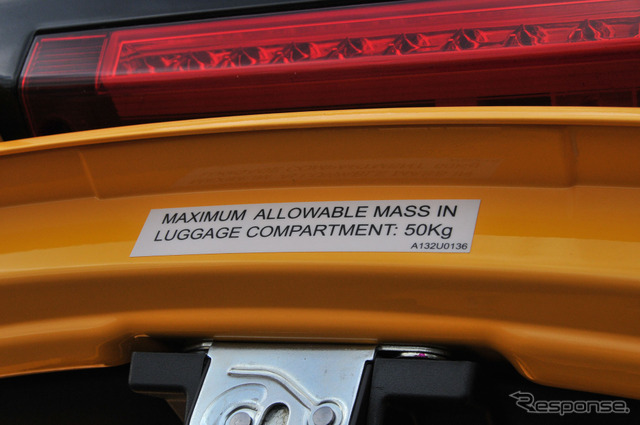 MAXIMUM ALLOWABLE MASS IN
LUGGAGE COMPARTMENT: 50Kg
A132U0136
Response.